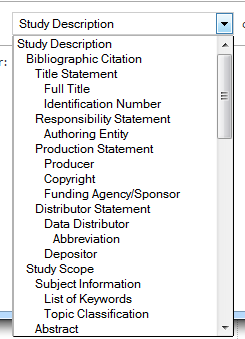 Study Description
r:
Study Description
Bibliographic Citation
Title Statement
Full Title
Identification Number
Responsibility Statement
Authoring Entity
Production Statement
Producer
Copyright
Funding Agency/Sponsor
Distributor Statement
Data Distributor
Abbreviation
Depositor
Study Scope
Subject Information
List of Keywords
Topic Classification
Abstract